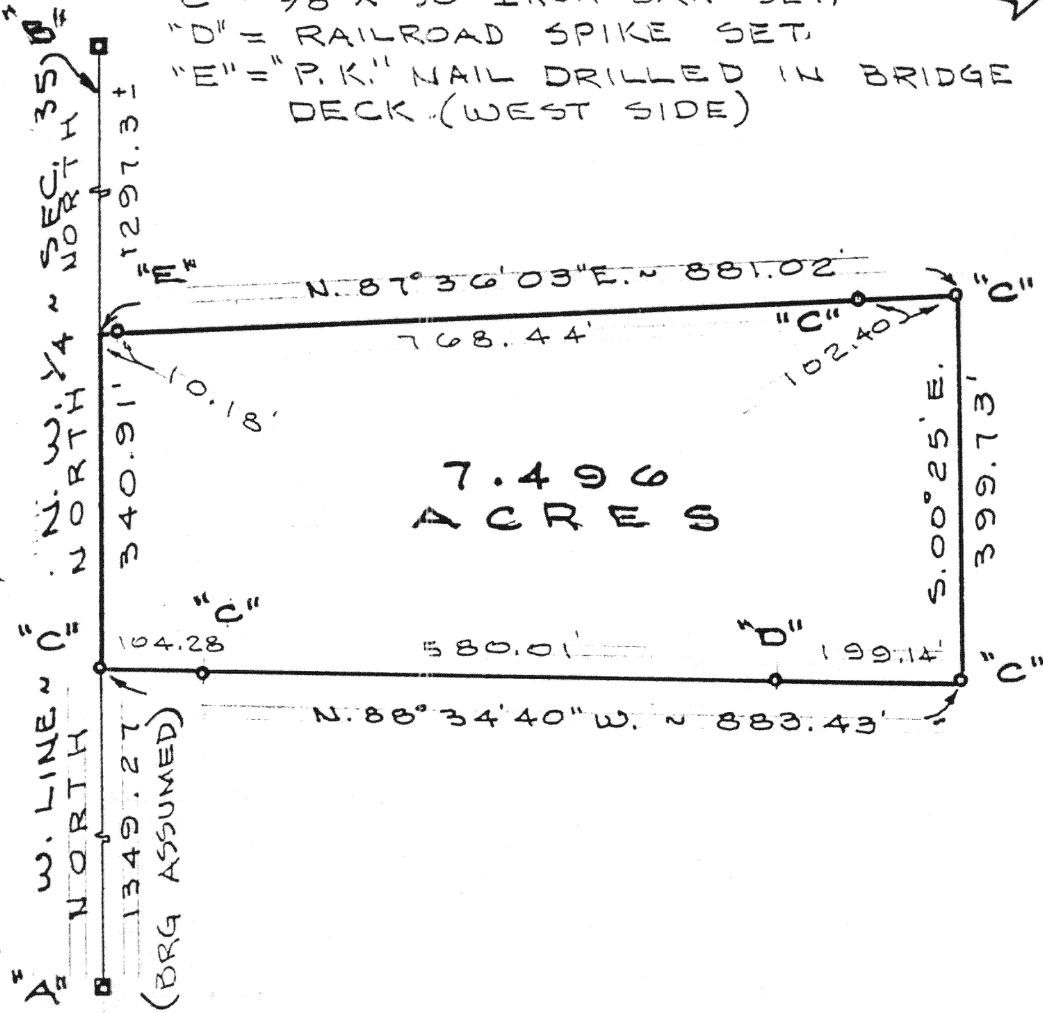 "D" = RAILROAD SPIKE SET.
"E" = "P.K." NAIL DRILLED IN BRIDGE
DECK. (WEST SIDE)
"B"
1297.3 ±
NORTH
W. LINE ~ N.W. 1/4 ~ SEC. 35)
"E"
N. 87° 36' 03" E. ~ 881.02'
"C"
768.44'
"C"
102.40'
10.18'
NORTH
340.91'
7.496
ACRES
S. 00° 25' E.
399.73'
"C"
104.28
"C"
580.01'
"D"
199.14'
"C"
N. 88° 34' 40" W. ~ 883.43'
NORTH
1349.27
(BRG ASSUMED)
"A"